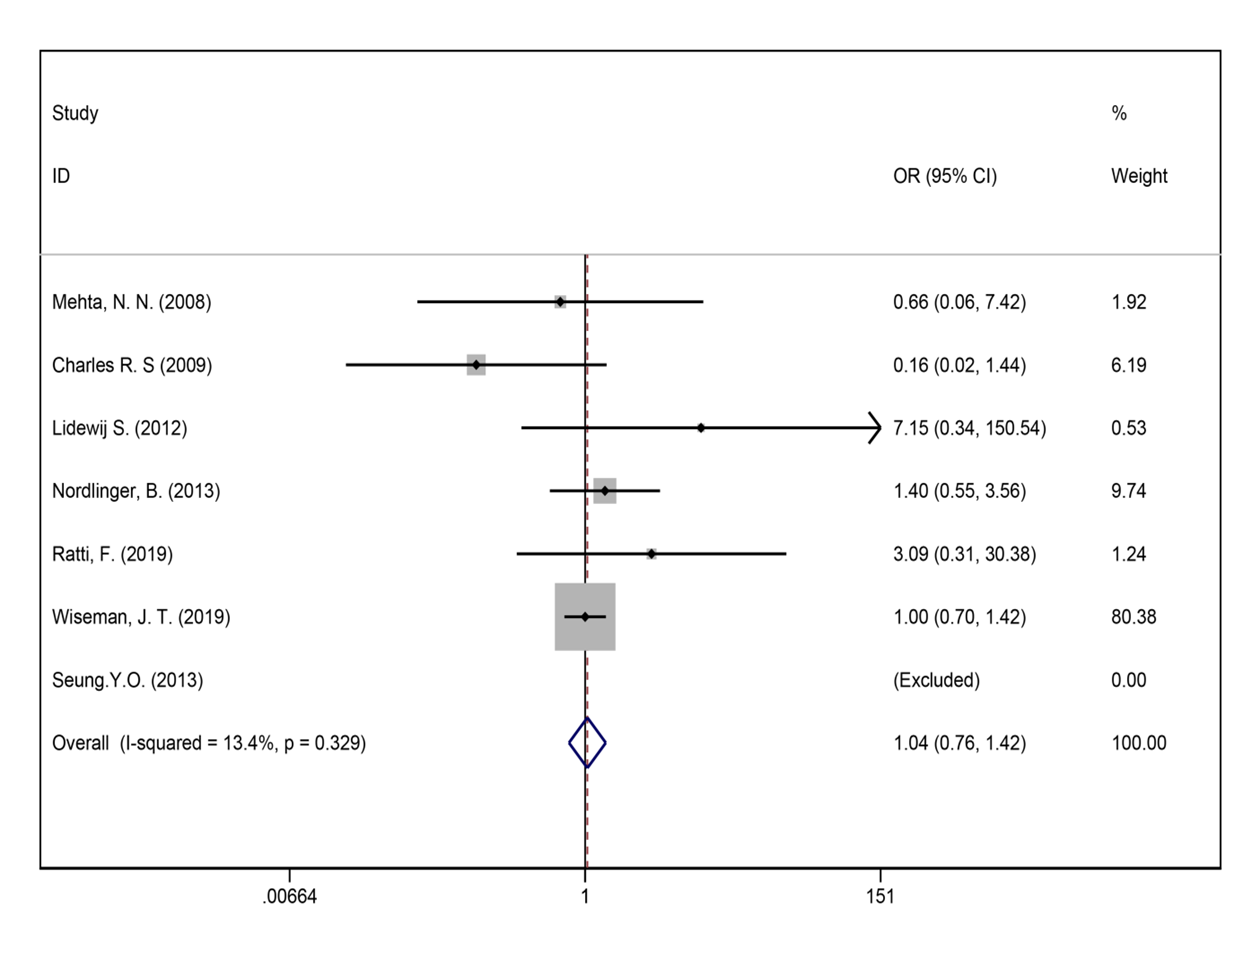 Study %
ID OR (95% CI) Weight
Mehta, N. N. (2008) 0.66 (0.06, 7.42) 1.92
Charles R. S (2009) 0.16 (0.02, 1.44) 6.19
Lidewij S. (2012) 7.15 (0.34, 150.54) 0.53
Nordlinger, B. (2013) 1.40 (0.55, 3.56) 9.74
Ratti, F. (2019) 3.09 (0.31, 30.38) 1.24
Wiseman, J. T. (2019) 1.00 (0.70, 1.42) 80.38
Seung.Y.O. (2013) (Excluded) 0.00
Overall (I-squared = 13.4%, p = 0.329) 1.04 (0.76, 1.42) 100.00
.00664 1 151